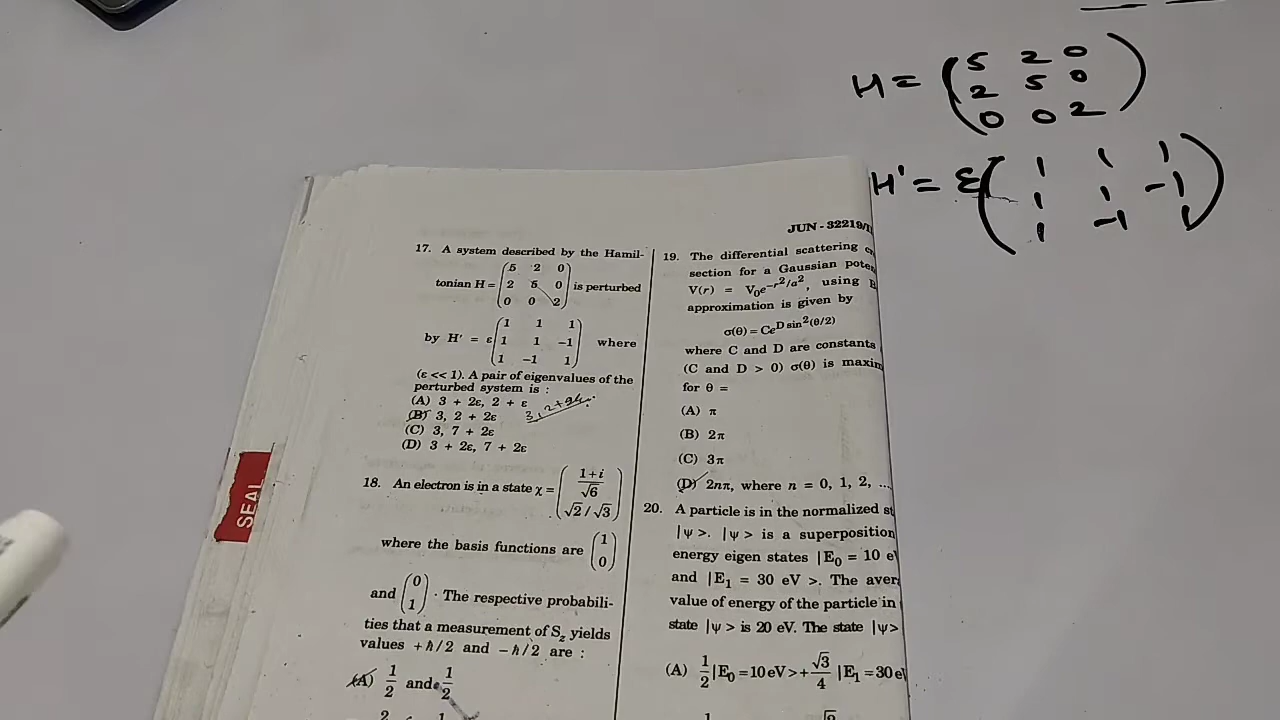 H = ( 5 2 0
2 5 0
0 0 2 )
H' = ε ( 1 1 1
1 1 -1
1 -1 1 )
JUN - 32219/I
17. A system described by the Hamil-
tonian H = ( 5 2 0
2 5 0
0 0 2 ) is perturbed
by H' = ε ( 1 1 1
1 1 -1
1 -1 1 ) where
(ε << 1). A pair of eigenvalues of the
perturbed system is :
(A) 3 + 2ε, 2 + ε
(B) 3, 2 + 2ε
(C) 3, 7 + 2ε
(D) 3 + 2ε, 7 + 2ε
18. An electron is in a state χ = ( 1+i/√6
√2/√3 )
where the basis functions are ( 1
0 )
and ( 0
1 ) . The respective probabili-
ties that a measurement of S_z yields
values + ℏ/2 and – ℏ/2 are :
(A) 1/2 and 1/2
SEAL
19. The differential scattering
section for a Gaussian
V(r) = V₀e^{-r²/a²}, using
approximation is given by
σ(θ) = Ce^{D sin²(θ/2)}
where C and D are constants
(C and D > 0) σ(θ) is
for θ =
(A) π
(B) 2π
(C) 3π
(D) 2nπ, where n = 0, 1, 2, ...
20. A particle is in the normalized
|ψ >. |ψ > is a superposition
energy eigen states |E₀ = 10
and |E₁ = 30 eV >. The
value of energy of the particle in
state |ψ > is 20 eV. The state |ψ>
(A) 1/2 |E₀ = 10 eV > + √3/4 |E₁ = 30